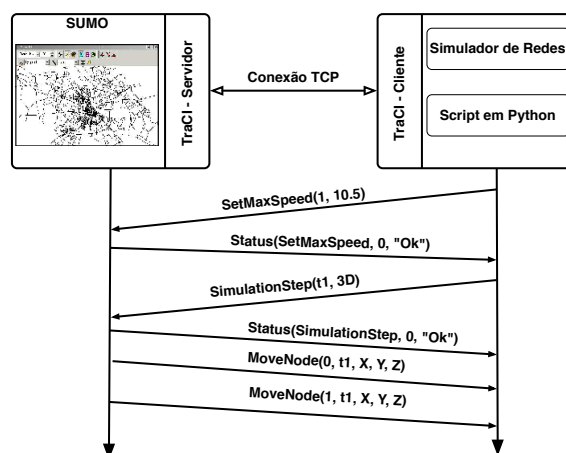 SUMO
TraCI - Servidor
Conexão TCP
TraCI - Cliente
Simulador de Redes
Script em Python
SetMaxSpeed(1, 10.5)
Status(SetMaxSpeed, 0, "Ok")
SimulationStep(t1, 3D)
Status(SimulationStep, 0, "Ok")
MoveNode(0, t1, X, Y, Z)
MoveNode(1, t1, X, Y, Z)